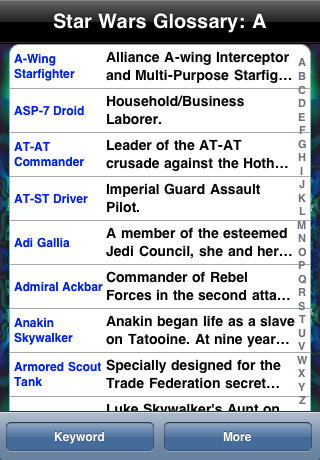 Star Wars Glossary: A
A-Wing
Starfighter
Alliance A-wing Interceptor
and Multi-Purpose Starfig...
ASP-7 Droid
Household/Business
Laborer.
AT-AT
Commander
Leader of the AT-AT
crusade against the Hoth...
AT-ST Driver
Imperial Guard Assault
Pilot.
Adi Gallia
A member of the esteemed
Jedi Council, she and her...
Admiral Ackbar
Commander of Rebel
Forces in the second atta...
Anakin
Skywalker
Anakin began life as a slave
on Tatooine. At nine year...
Armored Scout
Tank
Specially designed for the
Trade Federation secret...
Luke Skywalker's Aunt on
A
B
C
D
E
F
G
H
I
J
K
L
M
N
O
P
Q
R
S
T
U
V
W
X
Y
Z
Keyword
More